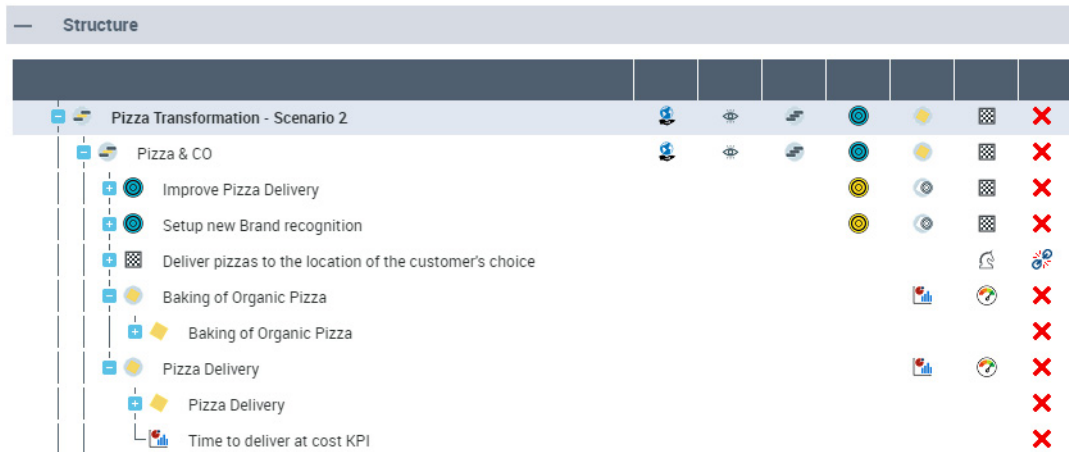 Structure
Pizza Transformation - Scenario 2
Pizza & CO
Improve Pizza Delivery
Setup new Brand recognition
Deliver pizzas to the location of the customer's choice
Baking of Organic Pizza
Baking of Organic Pizza
Pizza Delivery
Pizza Delivery
Time to deliver at cost KPI